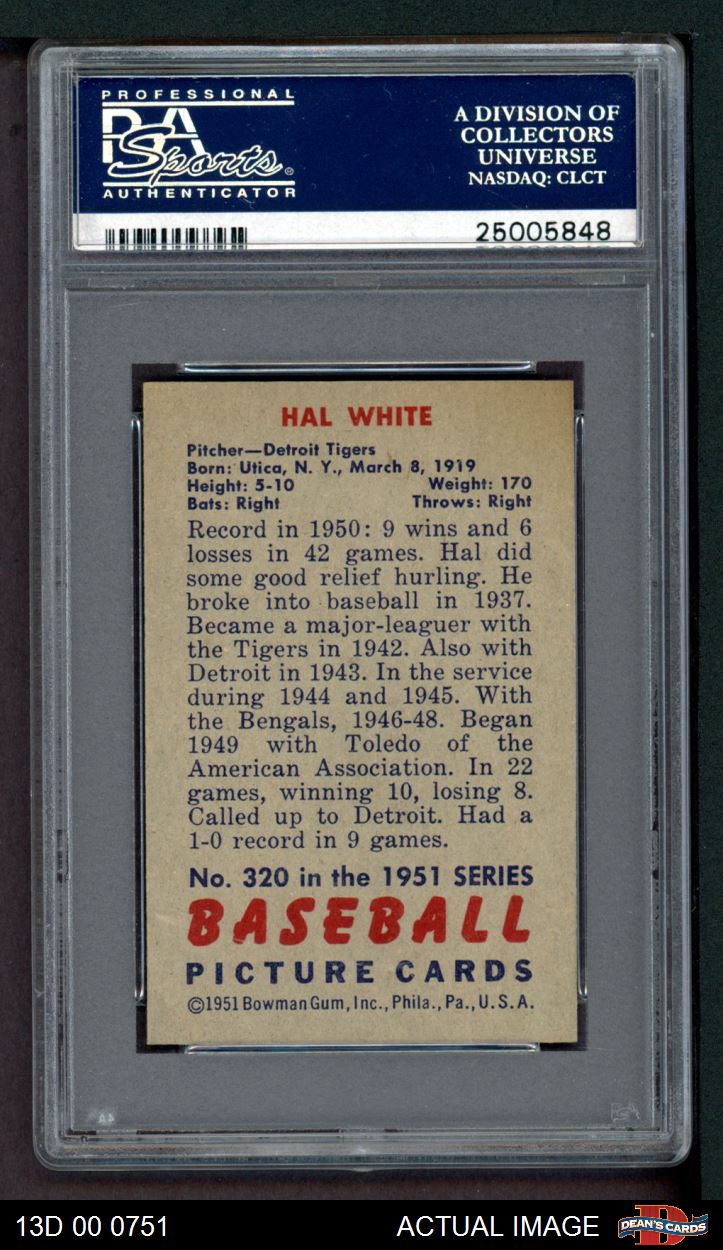 PROFESSIONAL
PSA
Sports
AUTHENTICATOR
A DIVISION OF
COLLECTORS
UNIVERSE
NASDAQ: CLCT
25005848
HAL WHITE
Pitcher—Detroit Tigers
Born: Utica, N. Y., March 8, 1919
Height: 5-10 Weight: 170
Bats: Right Throws: Right
Record in 1950: 9 wins and 6
losses in 42 games. Hal did
some good relief hurling. He
broke into baseball in 1937.
Became a major-leaguer with
the Tigers in 1942. Also with
Detroit in 1943. In the service
during 1944 and 1945. With
the Bengals, 1946-48. Began
1949 with Toledo of the
American Association. In 22
games, winning 10, losing 8.
Called up to Detroit. Had a
1-0 record in 9 games.
No. 320 in the 1951 SERIES
BASEBALL
PICTURE CARDS
©1951 Bowman Gum, Inc., Phila., Pa., U.S.A.
13D 00 0751 ACTUAL IMAGE DEAN'S CARDS